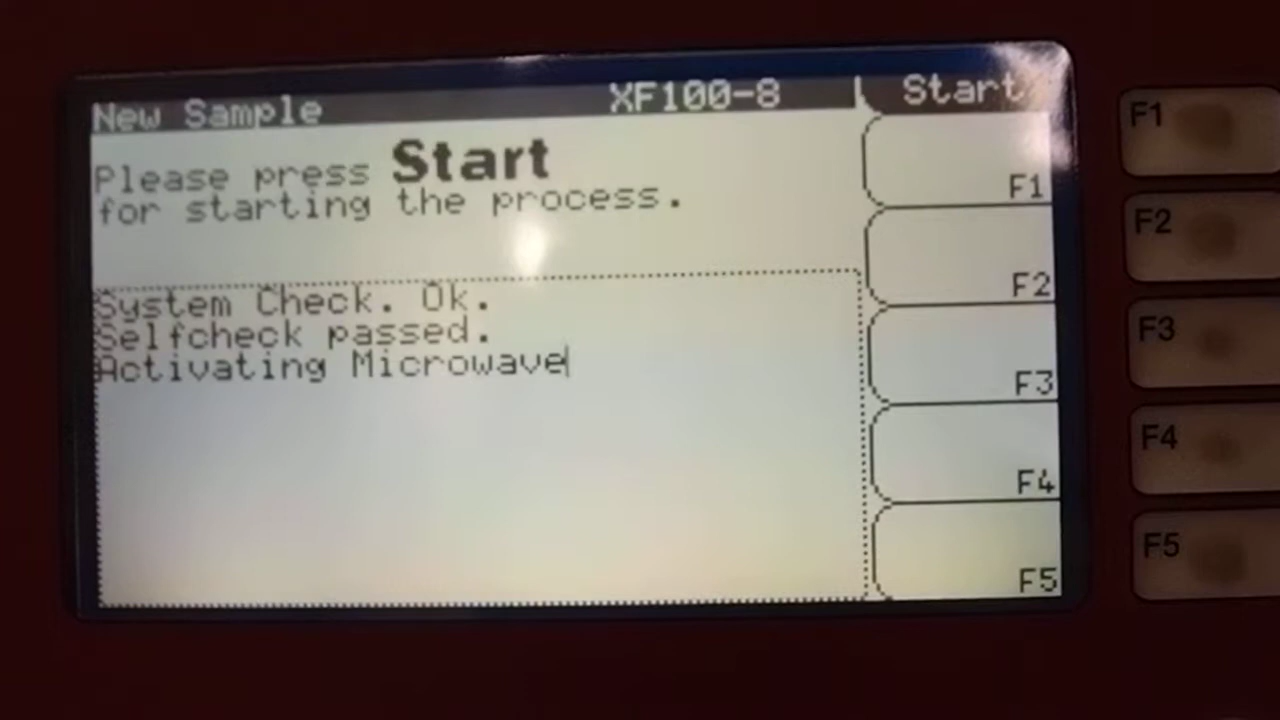 New Sample XF100-8 Start
Please press Start
for starting the process.
System Check. Ok.
Selfcheck passed.
Activating Microwave
F1
F2
F3
F4
F5
F1
F2
F3
F4
F5